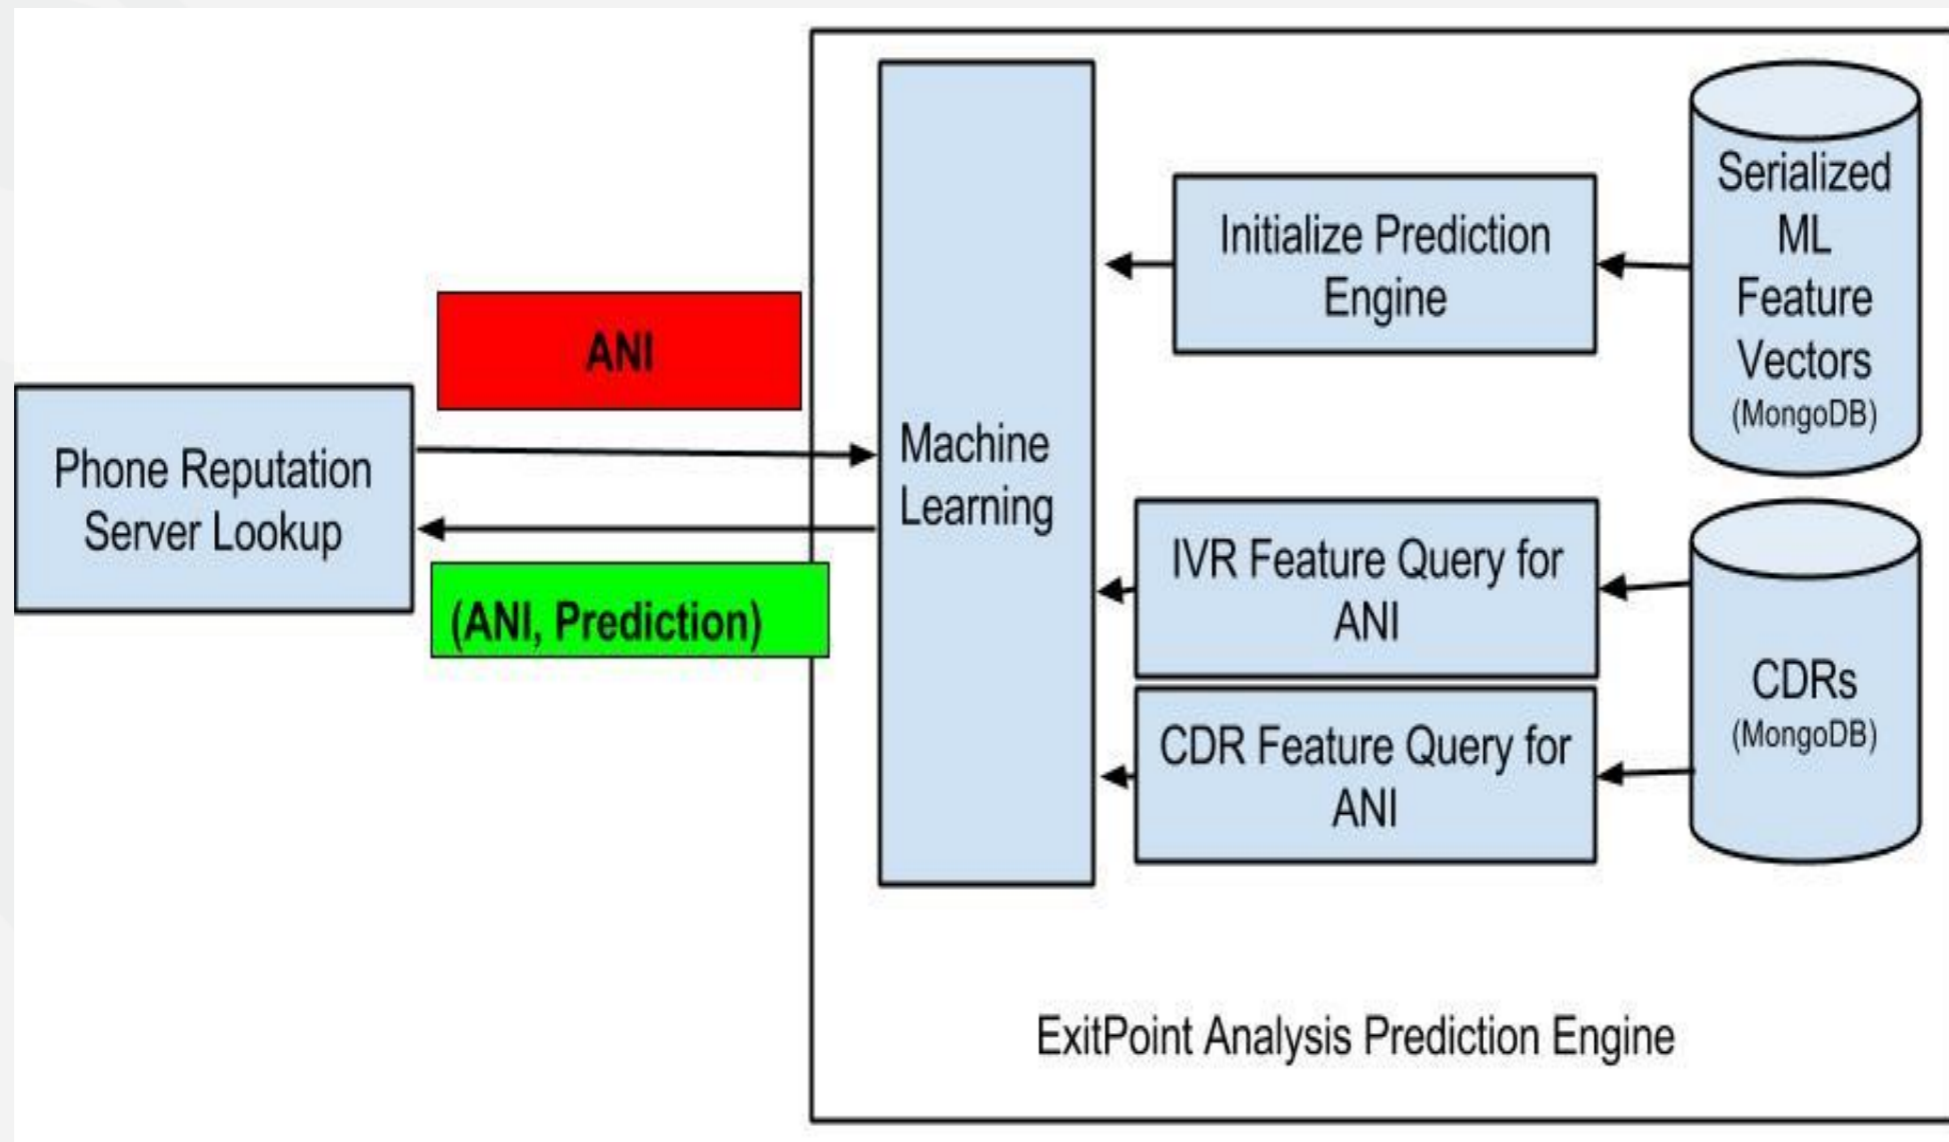 ANI
Phone Reputation
Server Lookup
(ANI, Prediction)
Machine
Learning
Initialize Prediction
Engine
Serialized
ML
Feature
Vectors
(MongoDB)
IVR Feature Query for
ANI
CDR Feature Query for
ANI
CDRs
(MongoDB)
ExitPoint Analysis Prediction Engine